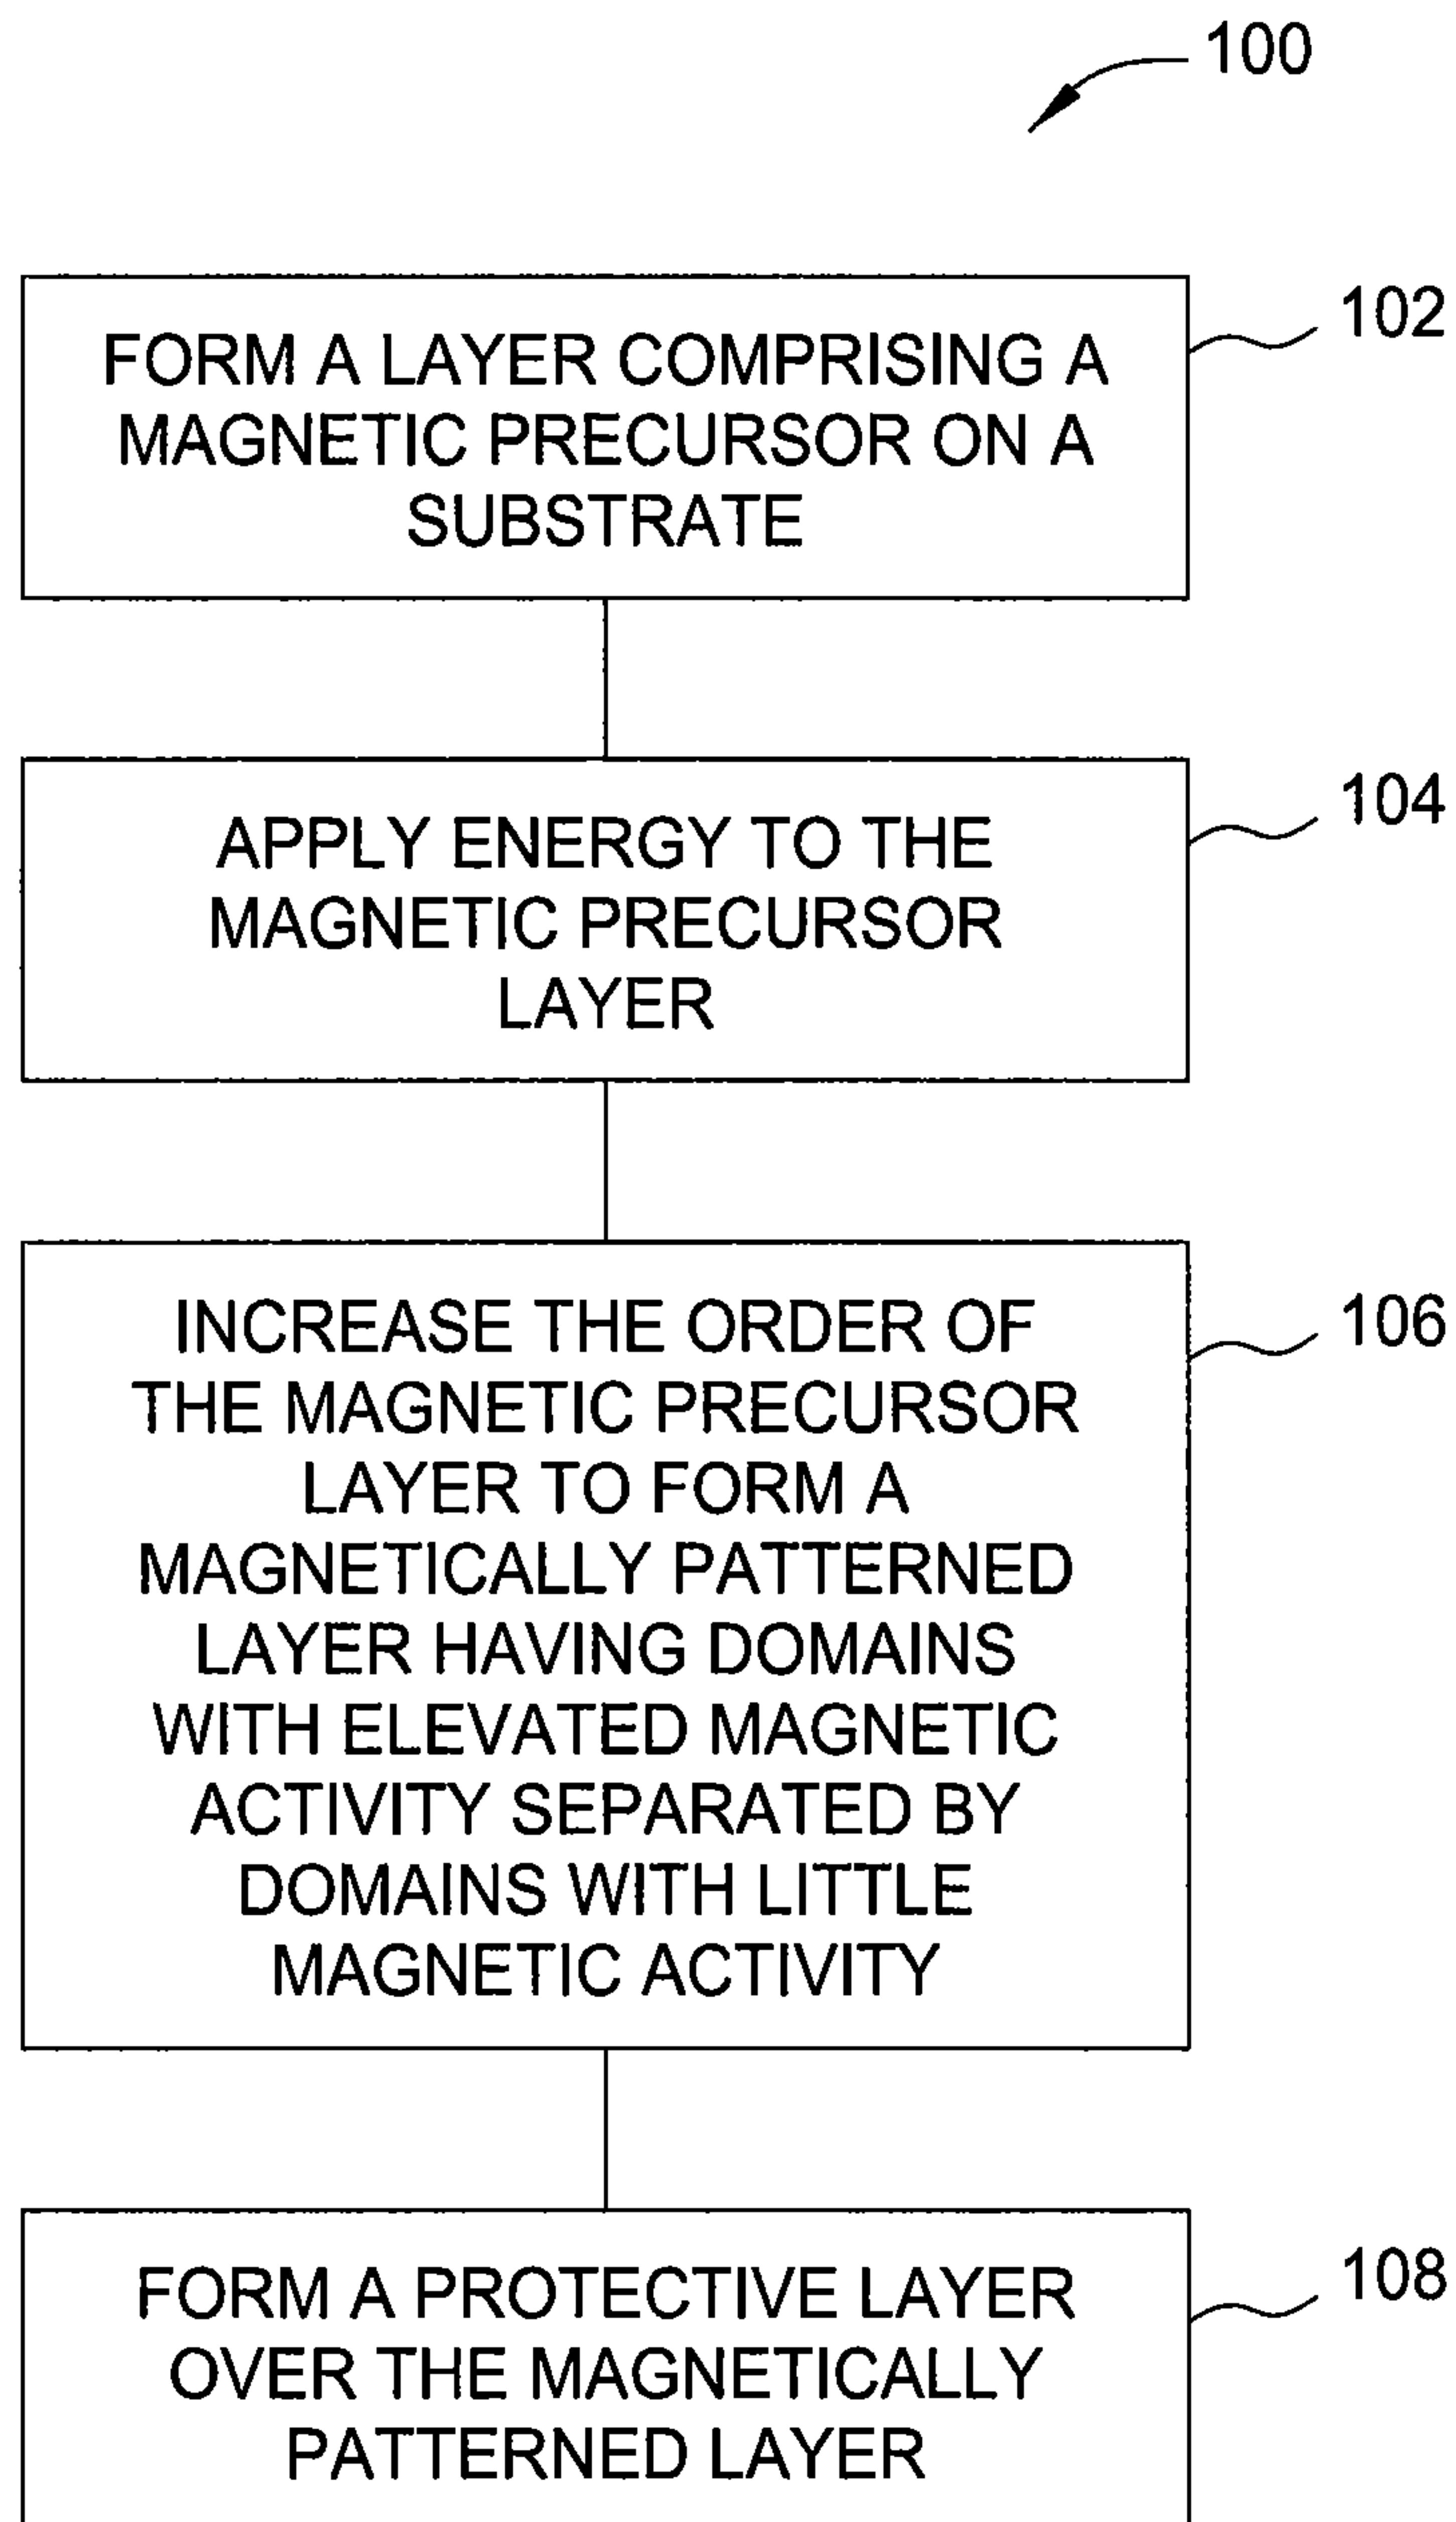 100
FORM A LAYER COMPRISING A
MAGNETIC PRECURSOR ON A
SUBSTRATE
102
APPLY ENERGY TO THE
MAGNETIC PRECURSOR
LAYER
104
INCREASE THE ORDER OF
THE MAGNETIC PRECURSOR
LAYER TO FORM A
MAGNETICALLY PATTERNED
LAYER HAVING DOMAINS
WITH ELEVATED MAGNETIC
ACTIVITY SEPARATED BY
DOMAINS WITH LITTLE
MAGNETIC ACTIVITY
106
FORM A PROTECTIVE LAYER
OVER THE MAGNETICALLY
PATTERNED LAYER
108